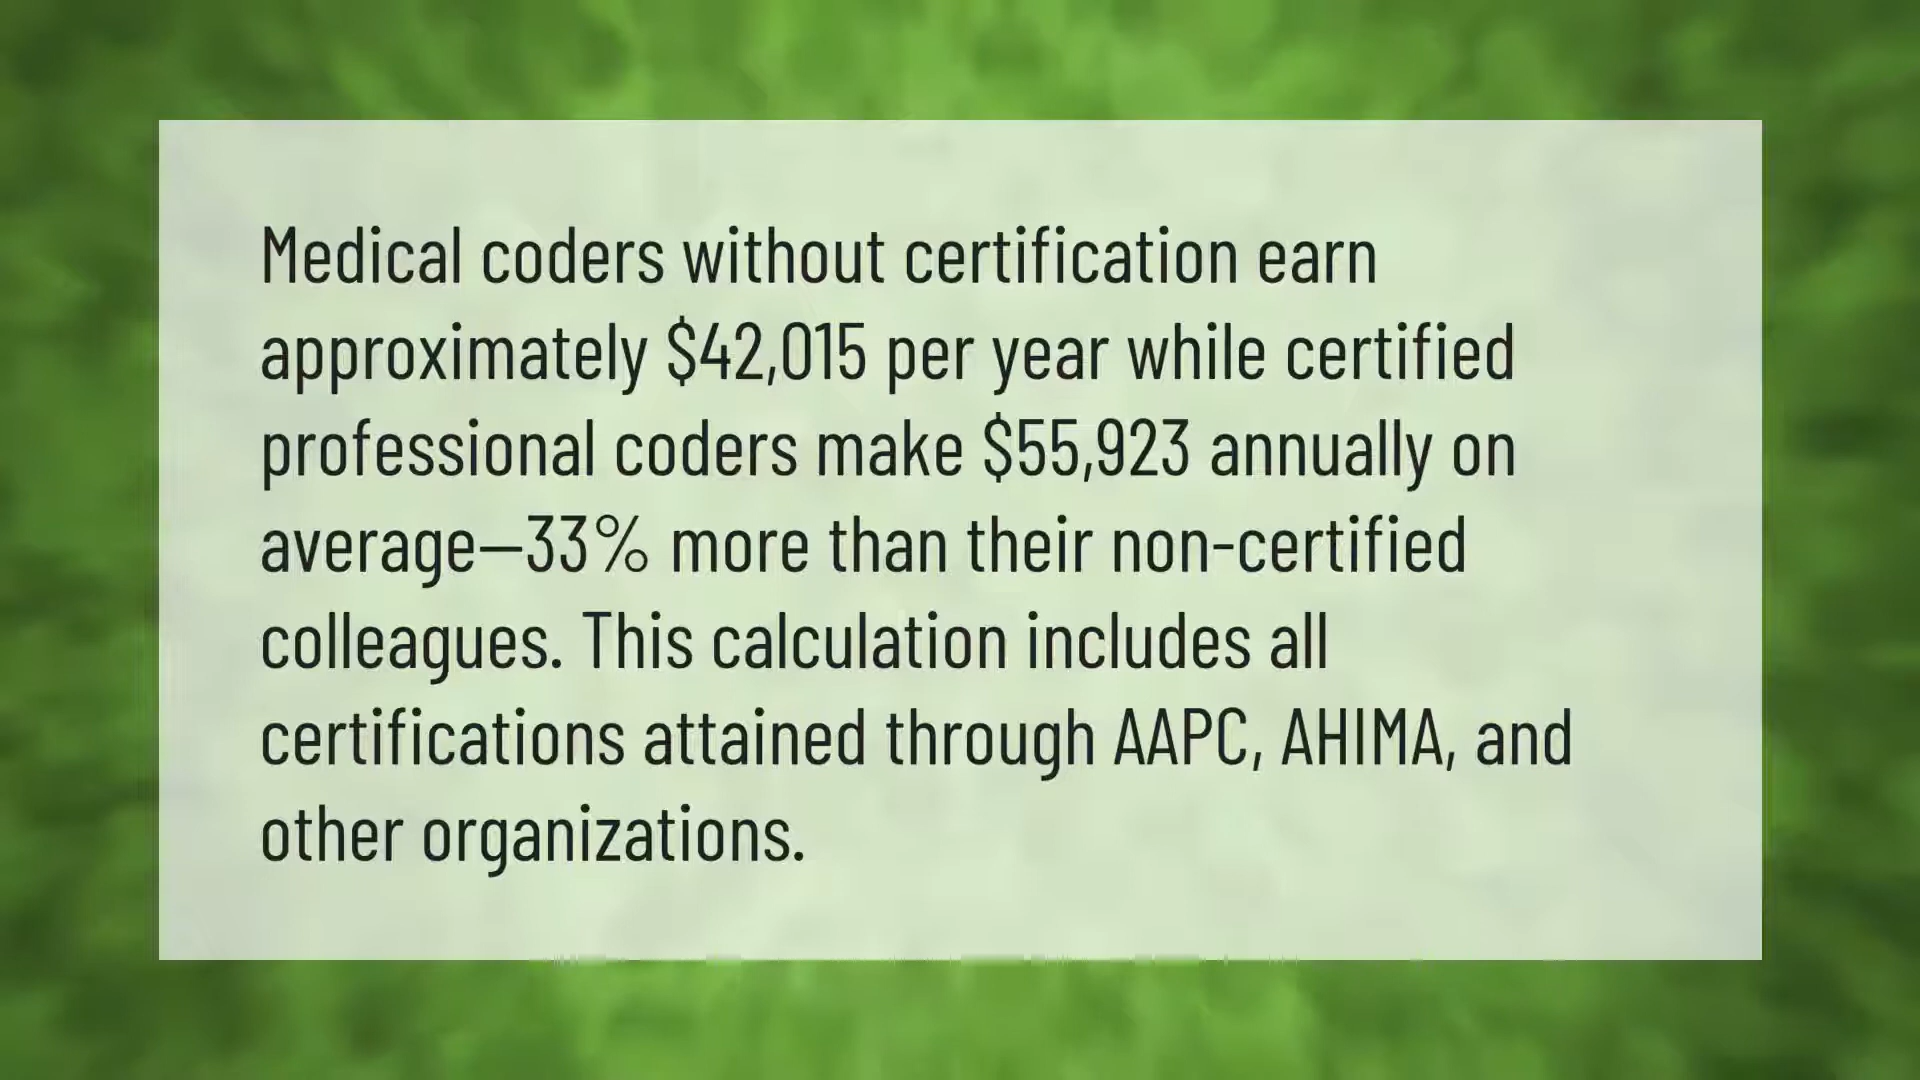 Medical coders without certification earn
approximately $42,015 per year while certified
professional coders make $55,923 annually on
average—33% more than their non-certified
colleagues. This calculation includes all
certifications attained through AAPC, AHIMA, and
other organizations.